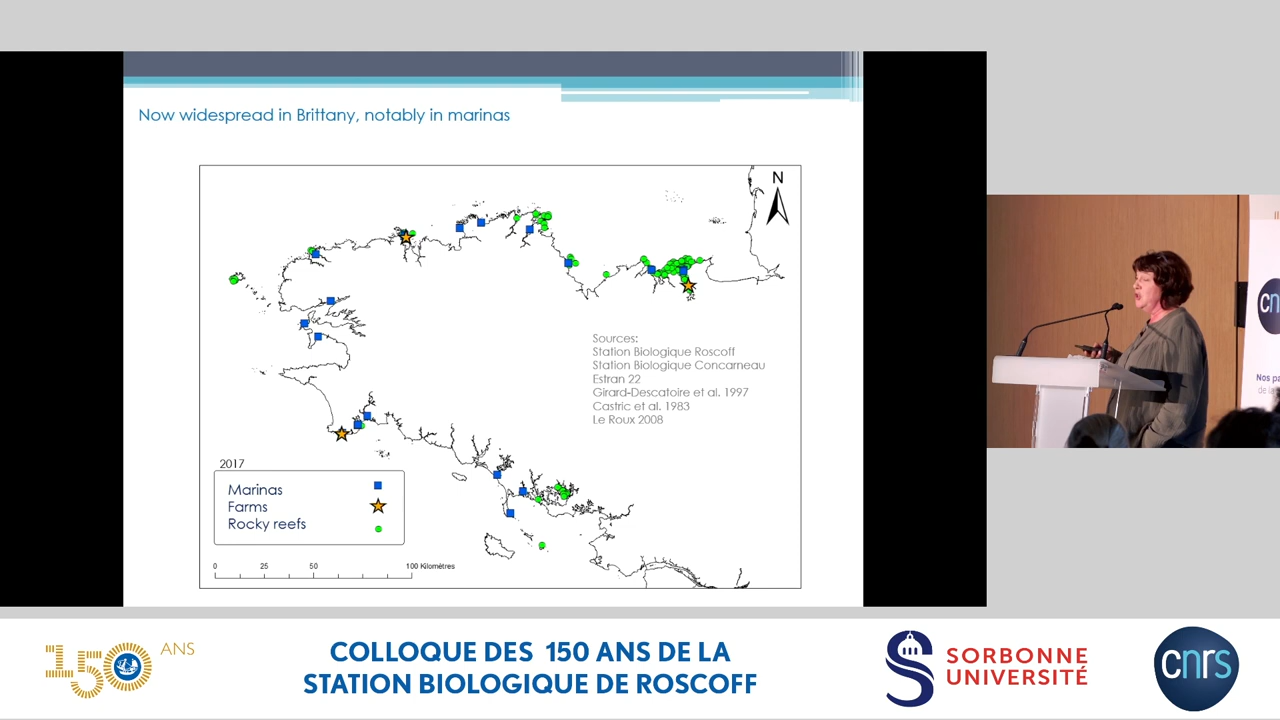 Now widespread in Brittany, notably in marinas
N
Sources:
Station Biologique Roscoff
Station Biologique Concarneau
Estran 22
Girard-Descatoire et al. 1997
Castric et al. 1983
Le Roux 2008
2017
Marinas
Farms
Rocky reefs
0 25 50 100 Kilomètres
Nos pa
150 ANS
COLLOQUE DES 150 ANS DE LA
STATION BIOLOGIQUE DE ROSCOFF
SORBONNE
UNIVERSITÉ
cnrs